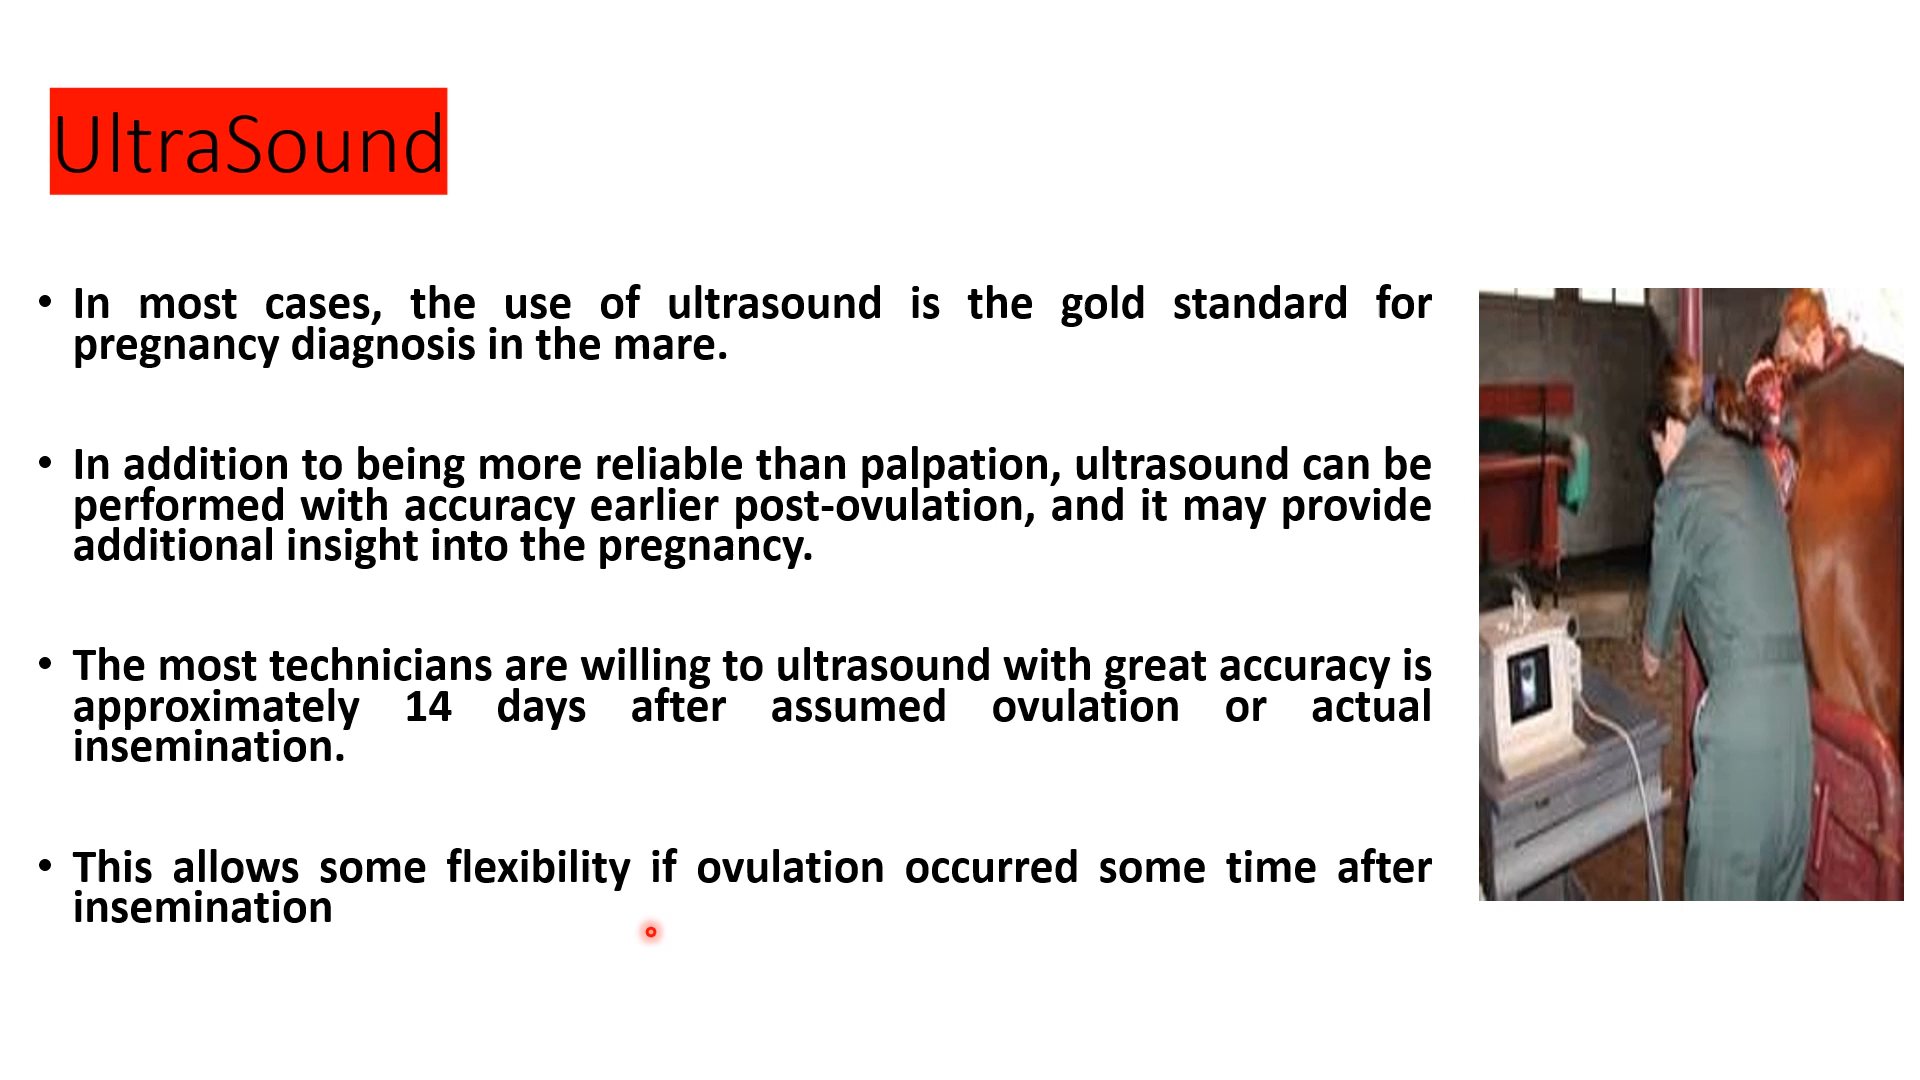 UltraSound
• In most cases, the use of ultrasound is the gold standard for
pregnancy diagnosis in the mare.
• In addition to being more reliable than palpation, ultrasound can be
performed with accuracy earlier post-ovulation, and it may provide
additional insight into the pregnancy.
• The most technicians are willing to ultrasound with great accuracy is
approximately 14 days after assumed ovulation or actual
insemination.
• This allows some flexibility if ovulation occurred some time after
insemination